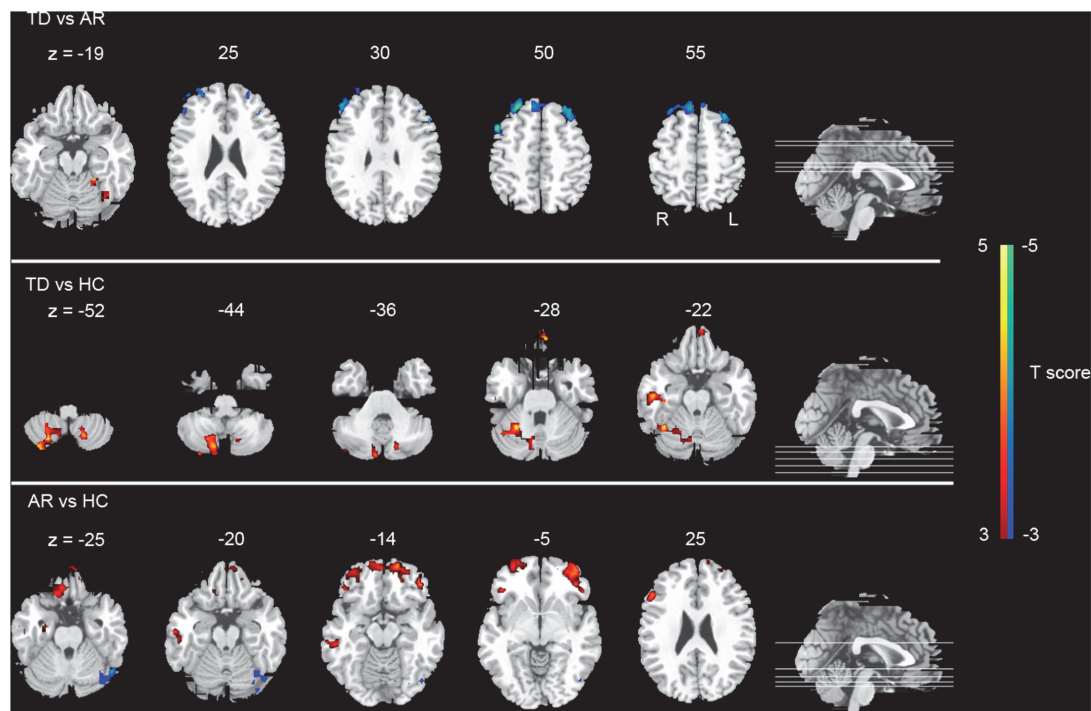 TD vs AR
z = -19 25 30 50 55
R L
TD vs HC
z = -52 -44 -36 -28 -22
AR vs HC
z = -25 -20 -14 -5 25
5 -5
T score
3 -3